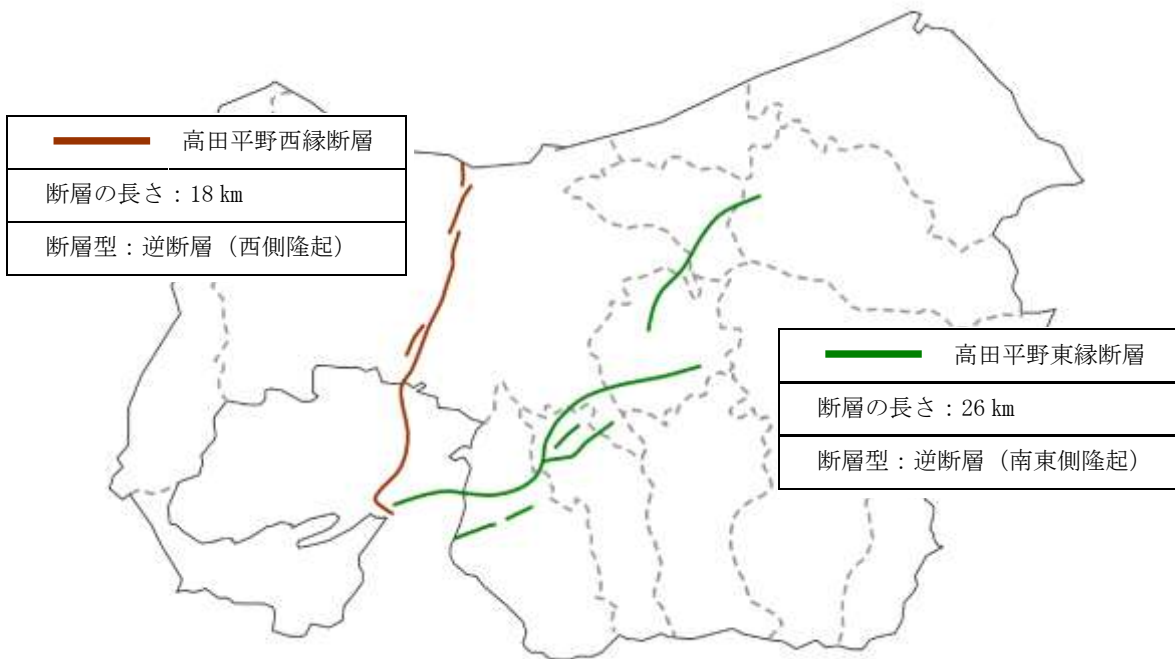 高田平野西縁断層
断層の長さ：18 km
断層型：逆断層（西側隆起）
高田平野東縁断層
断層の長さ：26 km
断層型：逆断層（南東側隆起）